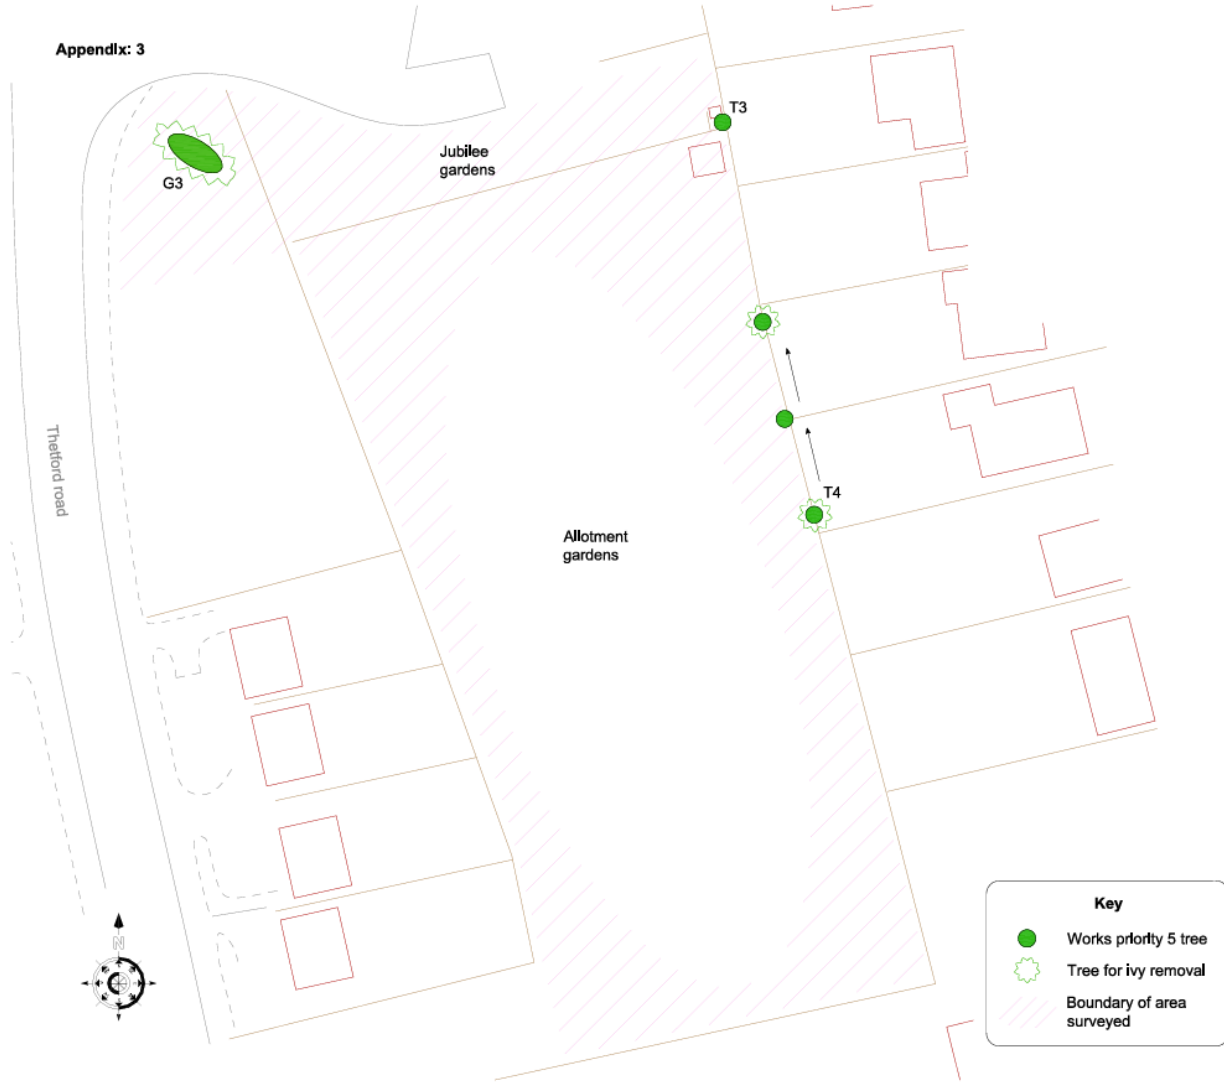 Appendix: 3
T3
Jubilee
gardens
G3
Thetford road
T4
Allotment
gardens
N
Key
Works priority 5 tree
Tree for ivy removal
Boundary of area
surveyed